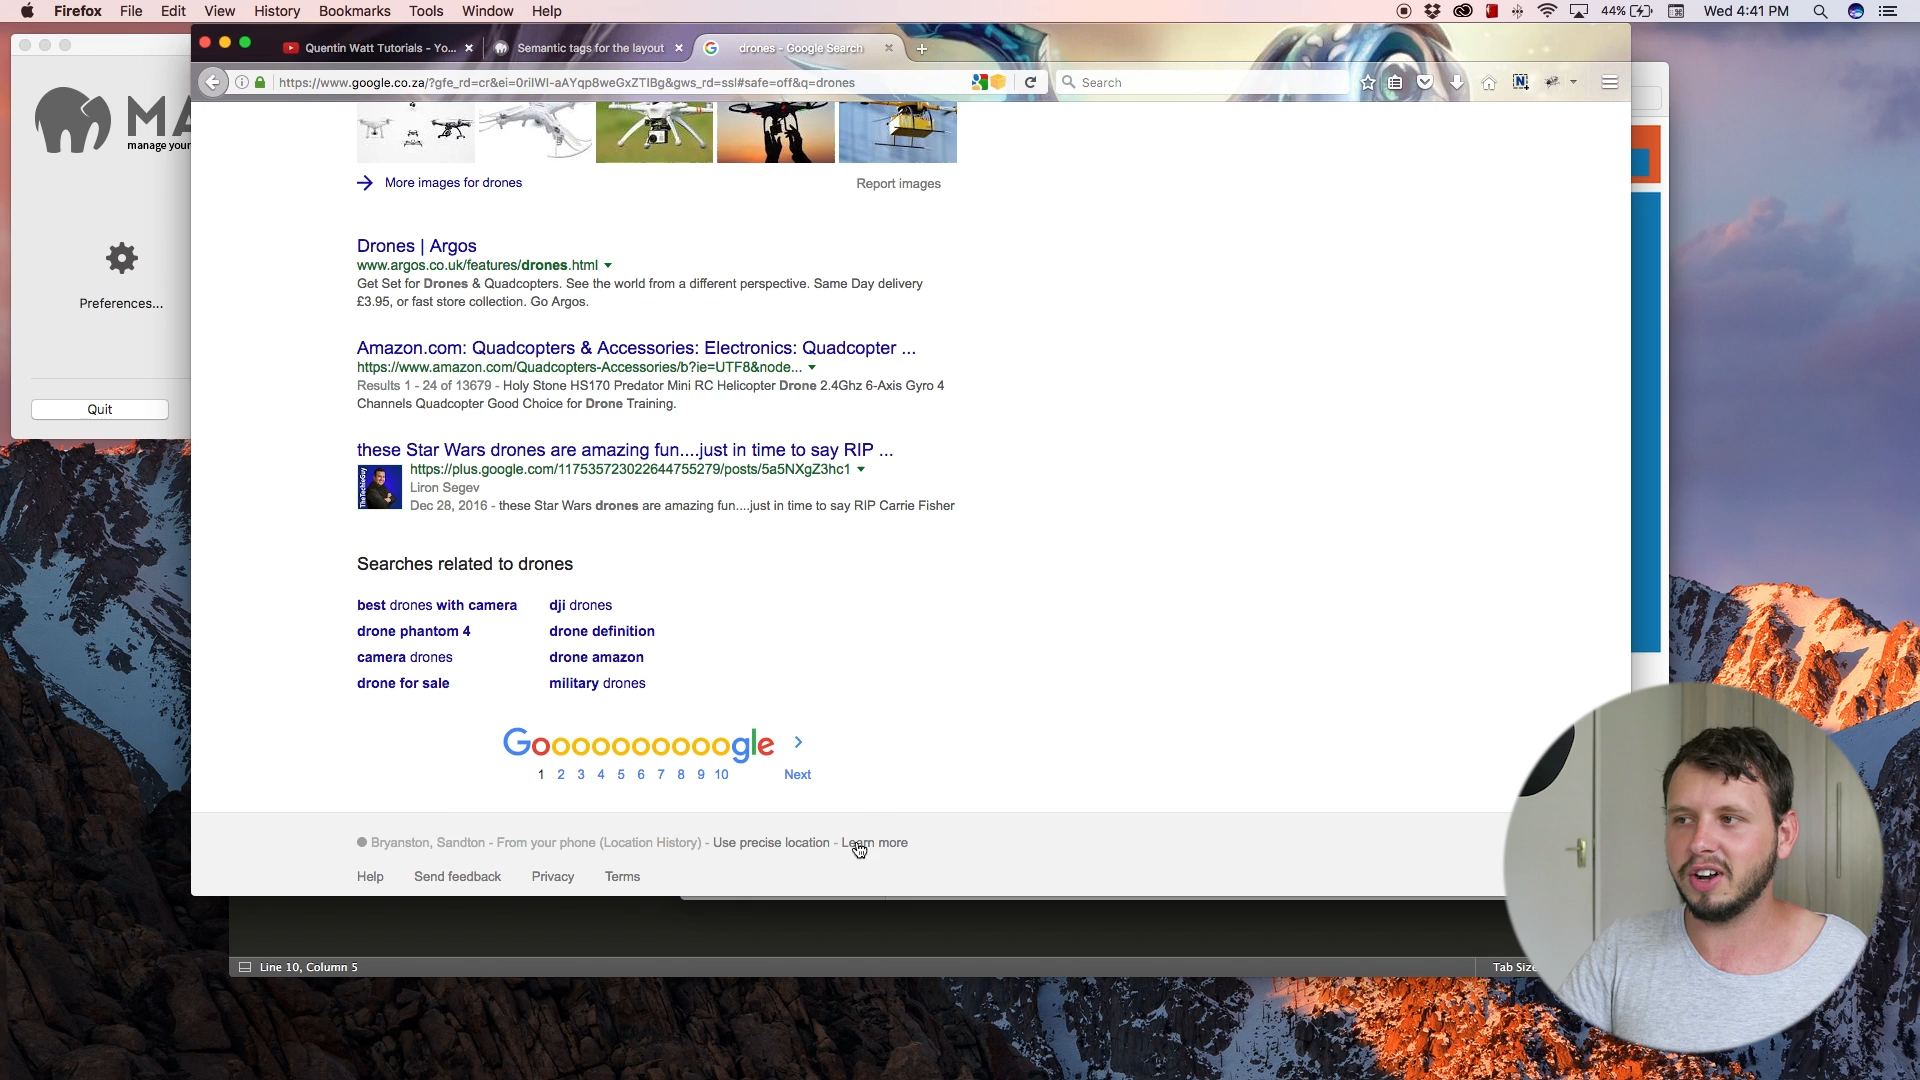 Firefox File Edit View History Bookmarks Tools Window Help
44% Wed 4:41 PM
Quentin Watt Tutorials - Yo...
Semantic tags for the layout
drones - Google Search
https://www.google.co.za/?gfe_rd=cr&ei=0riIWI-aAYqp8weGxZTIBg&gws_rd=ssl#safe=off&q=drones
Search
MA
manage your
Preferences...
Quit
More images for drones
Report images
Drones | Argos
www.argos.co.uk/features/drones.html
Get Set for Drones & Quadcopters. See the world from a different perspective. Same Day delivery
£3.95, or fast store collection. Go Argos.
Amazon.com: Quadcopters & Accessories: Electronics: Quadcopter ...
https://www.amazon.com/Quadcopters-Accessories/b?ie=UTF8&node...
Results 1 - 24 of 13679 - Holy Stone HS170 Predator Mini RC Helicopter Drone 2.4Ghz 6-Axis Gyro 4
Channels Quadcopter Good Choice for Drone Training.
these Star Wars drones are amazing fun....just in time to say RIP ...
TheTechieGuy
https://plus.google.com/117535723022644755279/posts/5a5NXgZ3hc1
Liron Segev
Dec 28, 2016 - these Star Wars drones are amazing fun....just in time to say RIP Carrie Fisher
Searches related to drones
best drones with camera
dji drones
drone phantom 4
drone definition
camera drones
drone amazon
drone for sale
military drones
Goooooooooogle
1 2 3 4 5 6 7 8 9 10 Next
Bryanston, Sandton - From your phone (Location History) - Use precise location - Learn more
Help Send feedback Privacy Terms
Line 10, Column 5
Tab Size